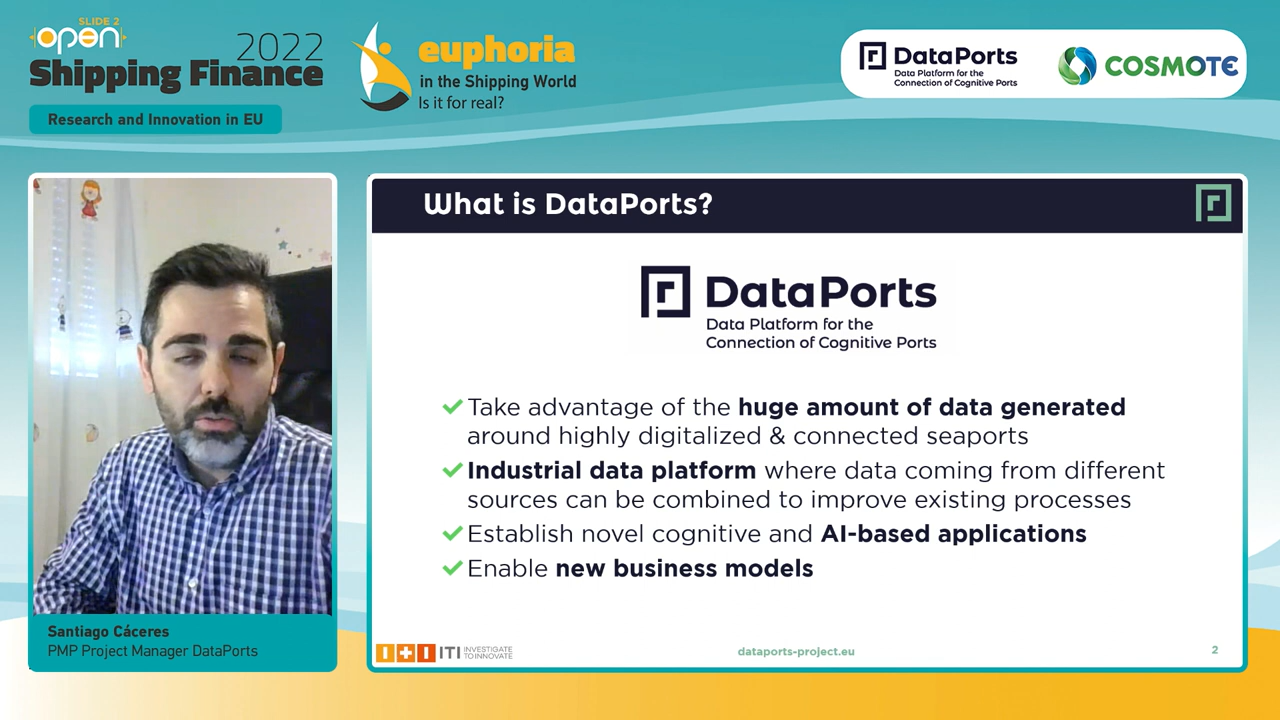 SLIDE 2
open
2022
Shipping Finance
Research and Innovation in EU
euphoria
in the Shipping World
Is it for real?
DataPorts
Data Platform for the
Connection of Cognitive Ports
COSMOTE
What is DataPorts?
DataPorts
Data Platform for the
Connection of Cognitive Ports
Take advantage of the huge amount of data generated
around highly digitalized & connected seaports
Industrial data platform where data coming from different
sources can be combined to improve existing processes
Establish novel cognitive and AI-based applications
Enable new business models
Santiago Cáceres
PMP Project Manager DataPorts
ITI INVESTIGATE
TO INNOVATE
dataports-project.eu
2